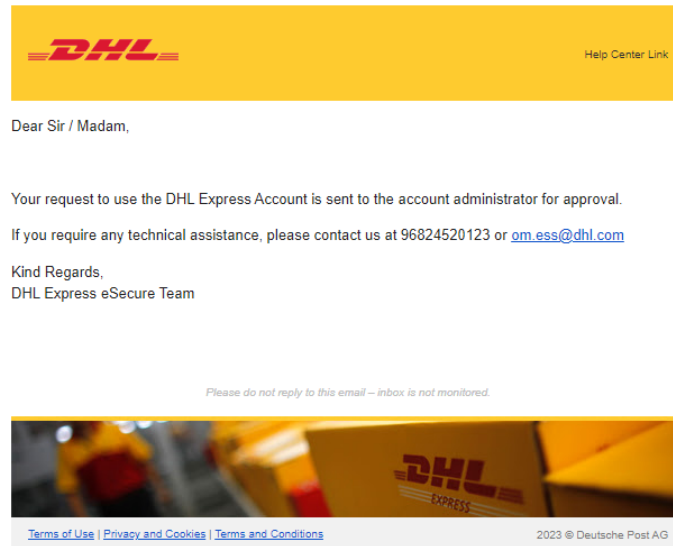 DHL
Help Center Link
Dear Sir / Madam,
Your request to use the DHL Express Account is sent to the account administrator for approval.
If you require any technical assistance, please contact us at 96824520123 or om.ess@dhl.com
Kind Regards,
DHL Express eSecure Team
Please do not reply to this email – inbox is not monitored.
DHL
EXPRESS
Terms of Use | Privacy and Cookies | Terms and Conditions
2023 © Deutsche Post AG